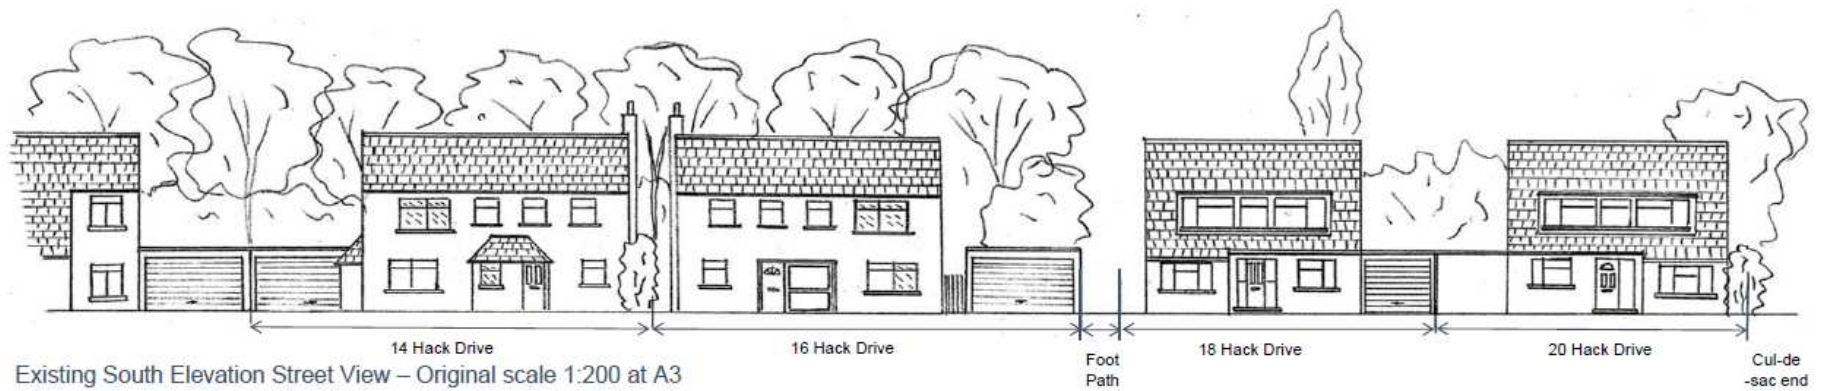 14 Hack Drive
16 Hack Drive
Foot
Path
18 Hack Drive
20 Hack Drive
Cul-de
-sac end
Existing South Elevation Street View – Original scale 1:200 at A3